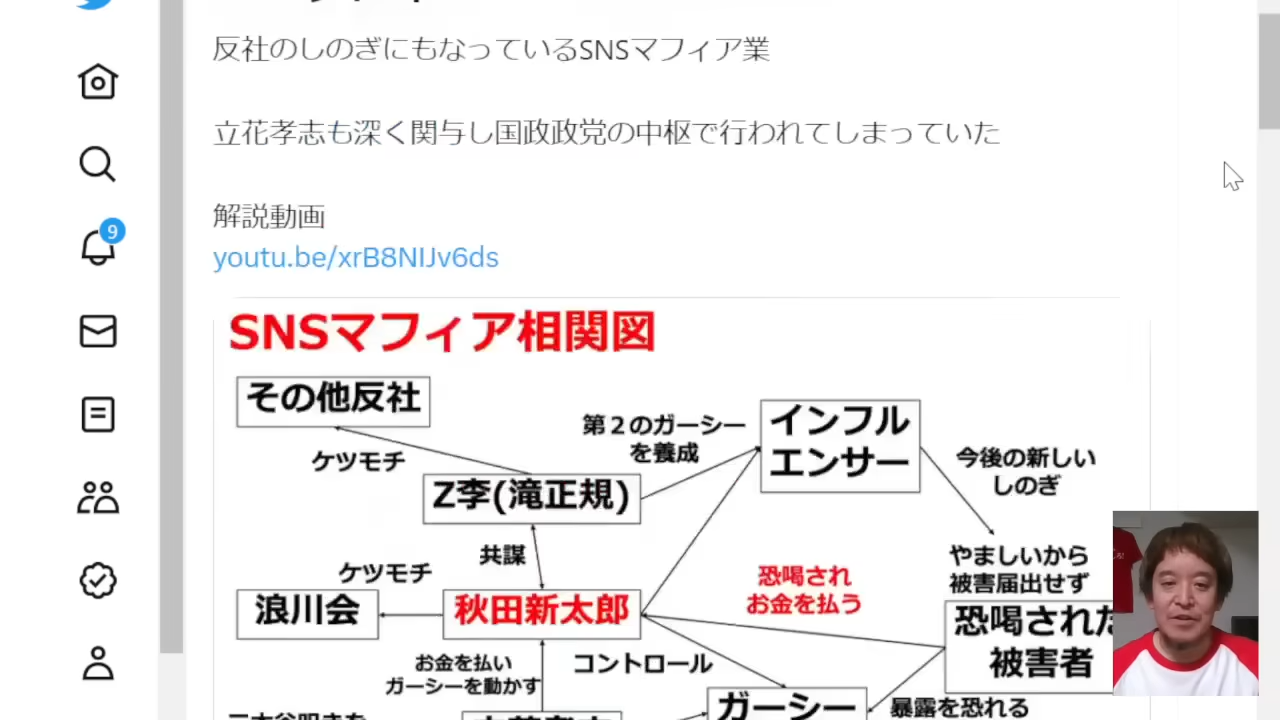 反社のしのぎにもなっているSNSマフィア業
立花孝志も深く関与し国政政党の中枢で行われてしまっていた
解説動画
youtu.be/xrB8NIJv6ds
9
SNSマフィア相関図
その他反社
ケツモチ
第２のガーシー
を養成
インフル
エンサー
今後の新しい
しのぎ
Z李(滝正規)
共謀
ケツモチ
浪川会
秋田新太郎
恐喝され
お金を払う
やましいから
被害届出せず
恐喝された
被害者
お金を払い
ガーシーを動かす
コントロール
ガーシー
暴露を恐れる